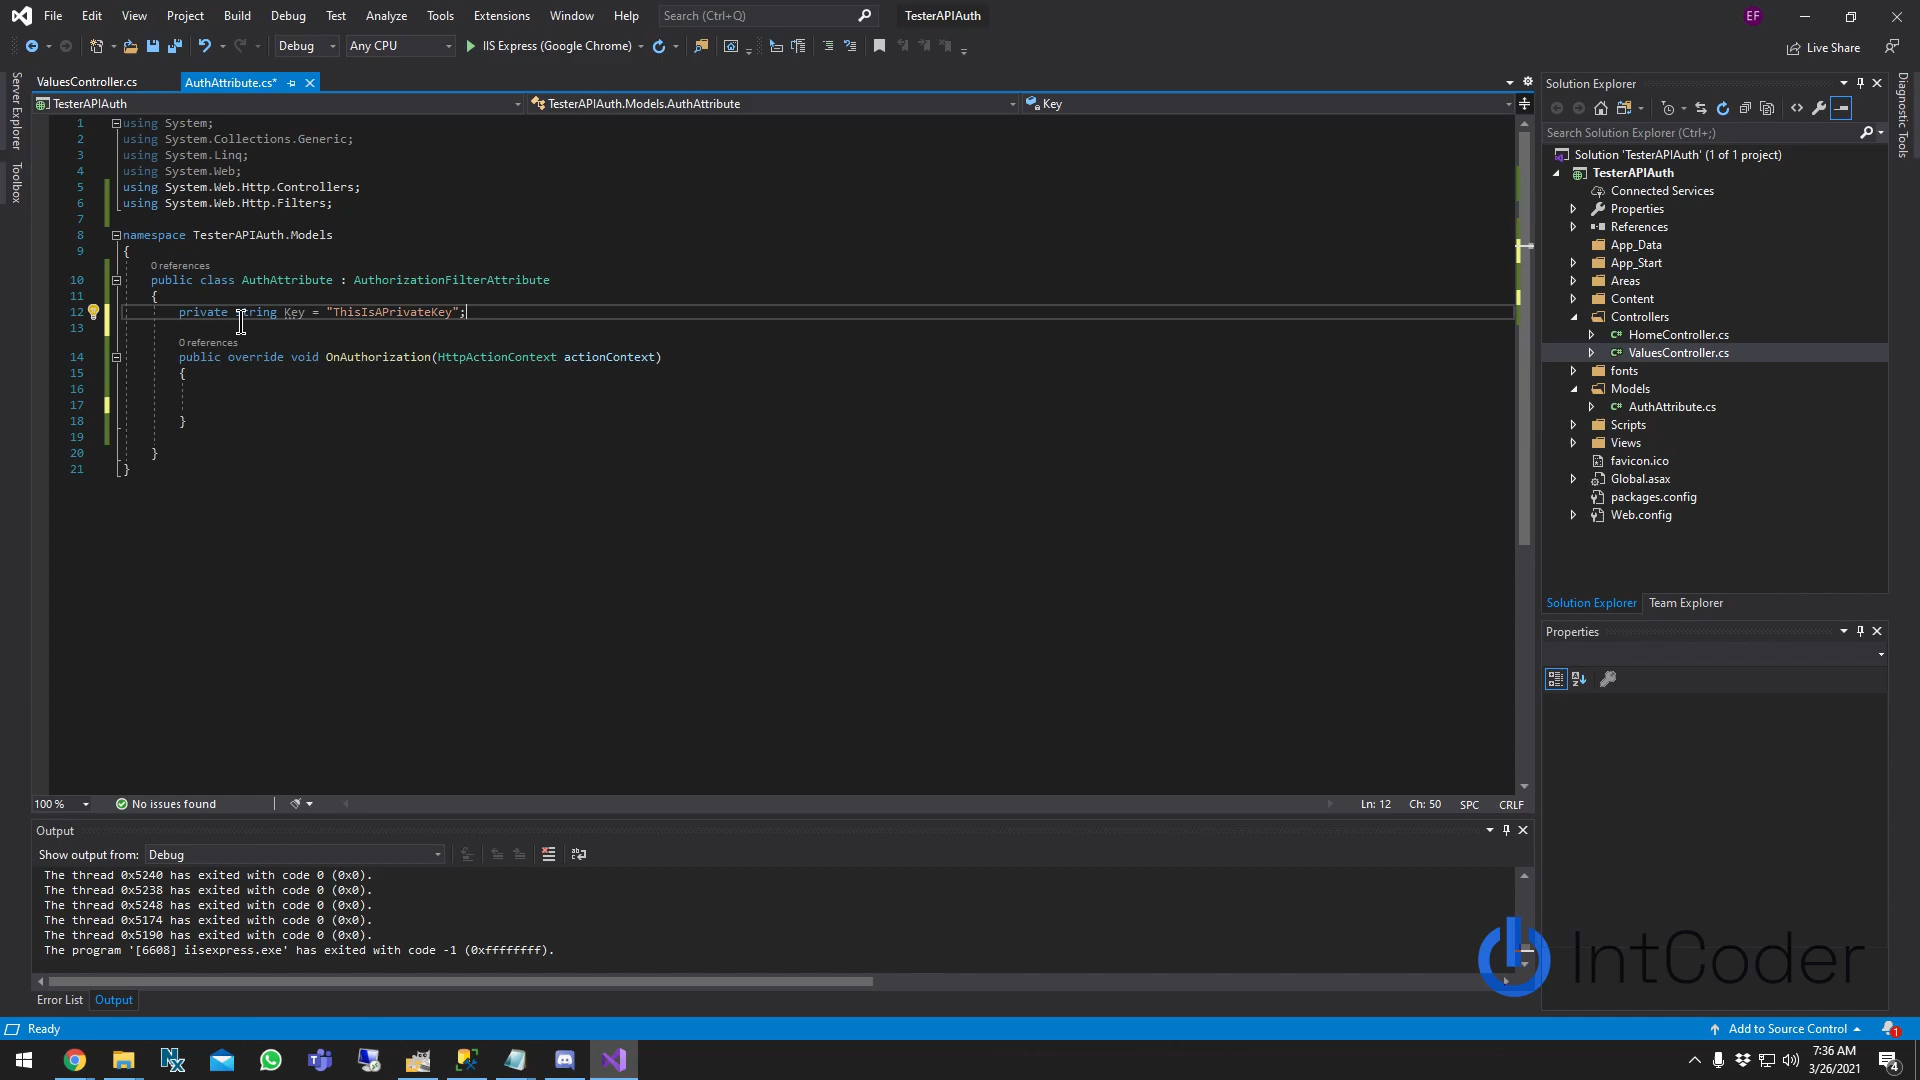 File Edit View Project Build Debug Test Analyze Tools Extensions Window Help Search (Ctrl+Q) TesterAPIAuth EF
Debug Any CPU IIS Express (Google Chrome) Live Share
Server Explorer
Toolbox
ValuesController.cs AuthAttribute.cs*
TesterAPIAuth TesterAPIAuth.Models.AuthAttribute Key
1 using System;
2 using System.Collections.Generic;
3 using System.Linq;
4 using System.Web;
5 using System.Web.Http.Controllers;
6 using System.Web.Http.Filters;
7
8 namespace TesterAPIAuth.Models
9 {
0 references
10 public class AuthAttribute : AuthorizationFilterAttribute
11 {
12 private string Key = "ThisIsAPrivateKey";
13
0 references
14 public override void OnAuthorization(HttpActionContext actionContext)
15 {
16
17
18 }
19
20 }
21 }
100 % No issues found Ln: 12 Ch: 50 SPC CRLF
Output
Show output from: Debug
The thread 0x5240 has exited with code 0 (0x0).
The thread 0x5238 has exited with code 0 (0x0).
The thread 0x5248 has exited with code 0 (0x0).
The thread 0x5174 has exited with code 0 (0x0).
The thread 0x5190 has exited with code 0 (0x0).
The program '[6608] iisexpress.exe' has exited with code -1 (0xffffffff).
Error List Output
Solution Explorer
Search Solution Explorer (Ctrl+;)
Solution 'TesterAPIAuth' (1 of 1 project)
TesterAPIAuth
Connected Services
Properties
References
App_Data
App_Start
Areas
Content
Controllers
C# HomeController.cs
C# ValuesController.cs
fonts
Models
C# AuthAttribute.cs
Scripts
Views
favicon.ico
Global.asax
packages.config
Web.config
Solution Explorer Team Explorer
Properties
Diagnostic Tools
IntCoder
Ready Add to Source Control 1
7:36 AM
3/26/2021
4